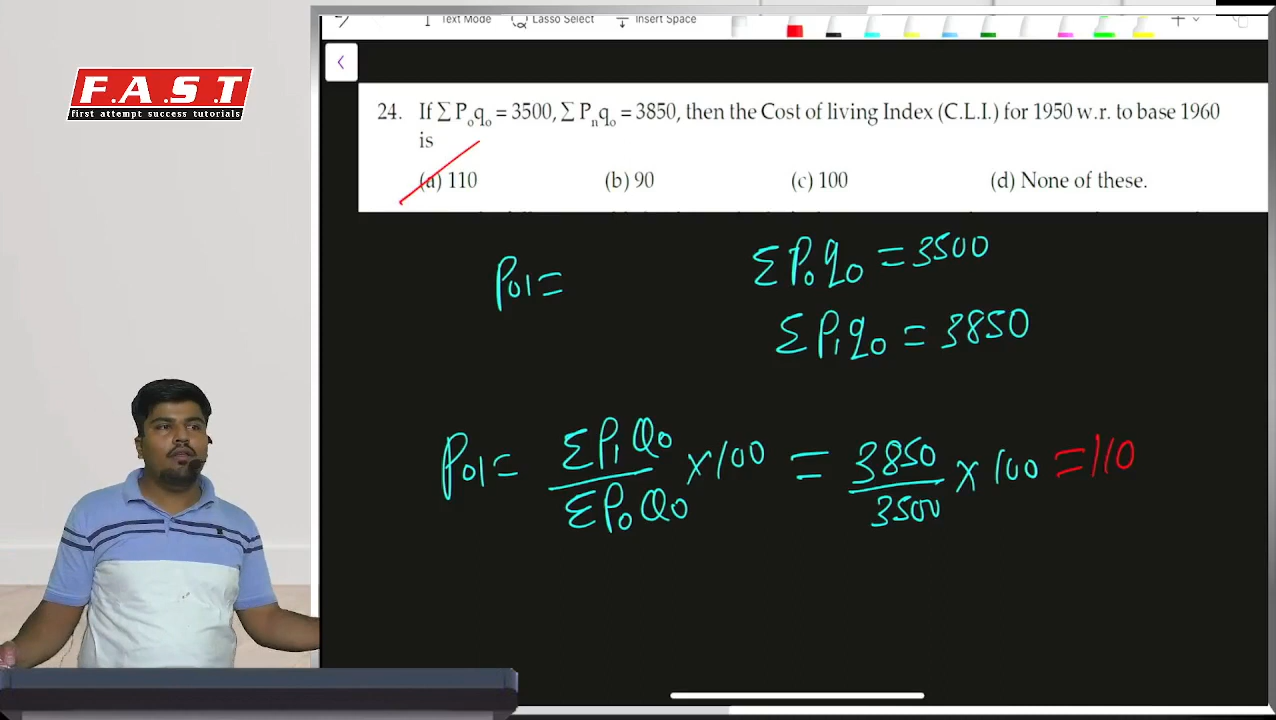 Text Mode Lasso Select Insert Space
F.A.S.T
first attempt success tutorials
24. If ∑ Pₒqₒ = 3500, ∑ Pₙqₒ = 3850, then the Cost of living Index (C.L.I.) for 1950 w.r. to base 1960
is
(a) 110 (b) 90 (c) 100 (d) None of these.
P₀₁ = ∑P₀q₀ = 3500
∑P₁q₀ = 3850
P₀₁ = ∑P₁Q₀ / ∑P₀Q₀ × 100 = 3850 / 3500 × 100 = 110